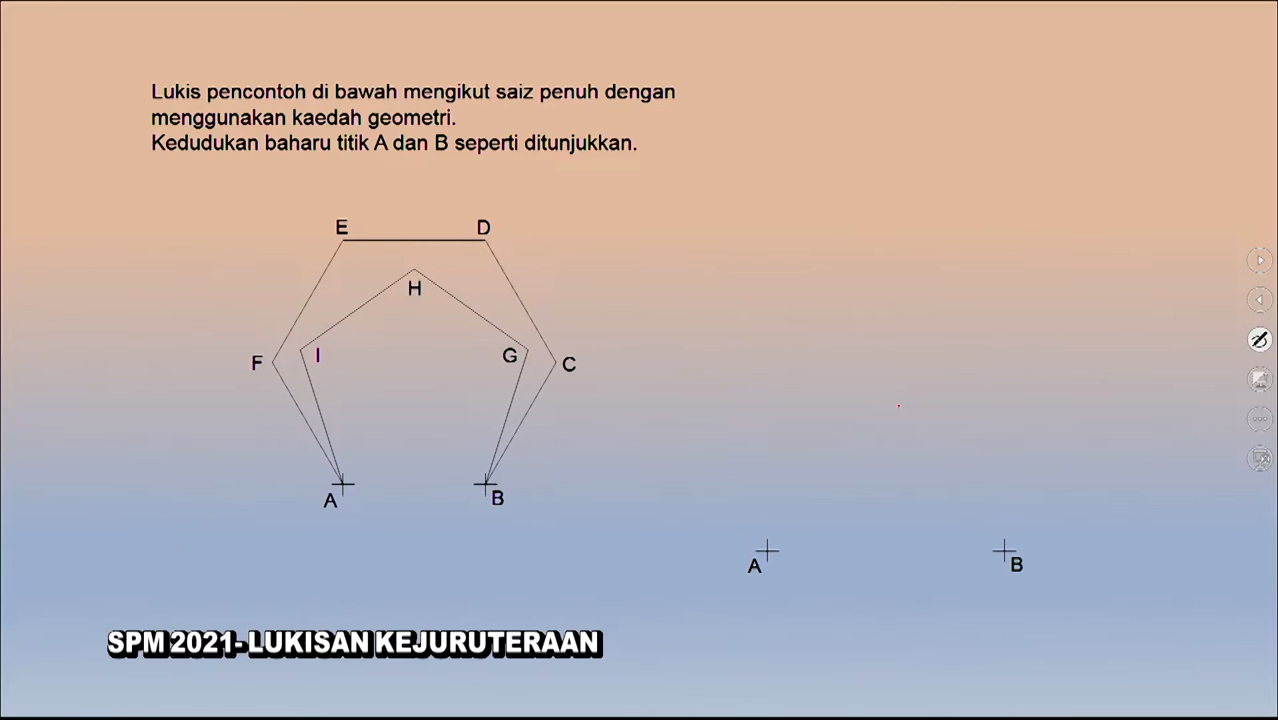 Lukis pencontoh di bawah mengikut saiz penuh dengan
menggunakan kaedah geometri.
Kedudukan baharu titik A dan B seperti ditunjukkan.
E
D
H
F
I
G
C
A
B
A
B
SPM 2021- LUKISAN KEJURUTERAAN